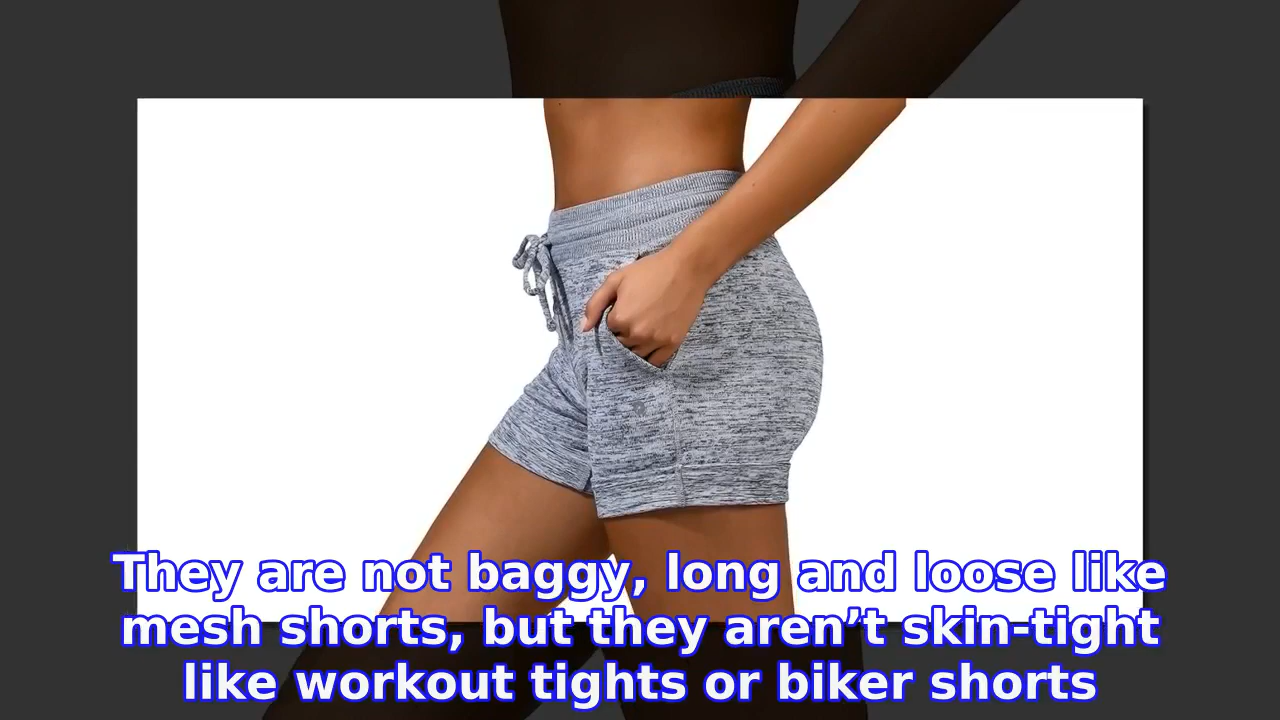 They are not baggy, long and loose like
mesh shorts, but they aren’t skin-tight
like workout tights or biker shorts